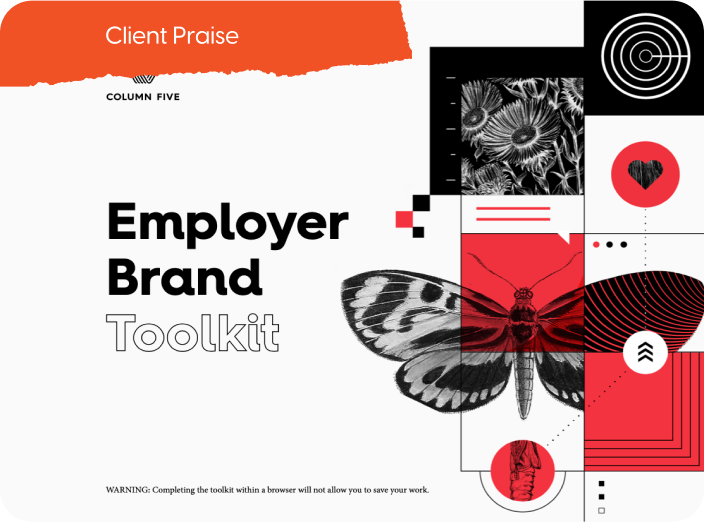 Client Praise
COLUMN FIVE
Employer
Brand
Toolkit
WARNING: Completing the toolkit within a browser will not allow you to save your work.